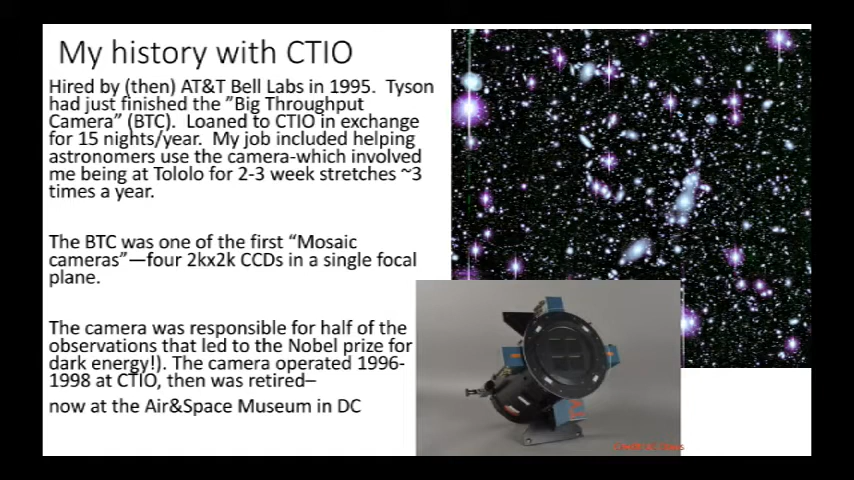 My history with CTIO
Hired by (then) AT&T Bell Labs in 1995.  Tyson
had just finished the ”Big Throughput
Camera” (BTC).  Loaned to CTIO in exchange
for 15 nights/year.  My job included helping
astronomers use the camera-which involved
me being at Tololo for 2-3 week stretches ~3
times a year.
The BTC was one of the first “Mosaic
cameras”—four 2kx2k CCDs in a single focal
plane.
The camera was responsible for half of the
observations that led to the Nobel prize for
dark energy!). The camera operated 1996-
1998 at CTIO, then was retired–
now at the Air&Space Museum in DC